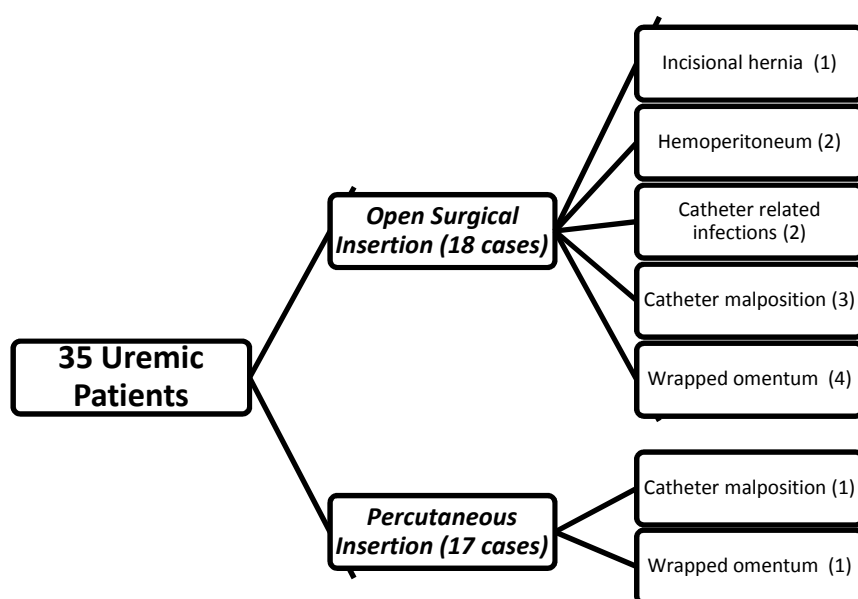 35 Uremic
Patients
Open Surgical
Insertion (18 cases)
Incisional hernia (1)
Hemoperitoneum (2)
Catheter related
infections (2)
Catheter malposition (3)
Wrapped omentum (4)
Percutaneous
Insertion (17 cases)
Catheter malposition (1)
Wrapped omentum (1)